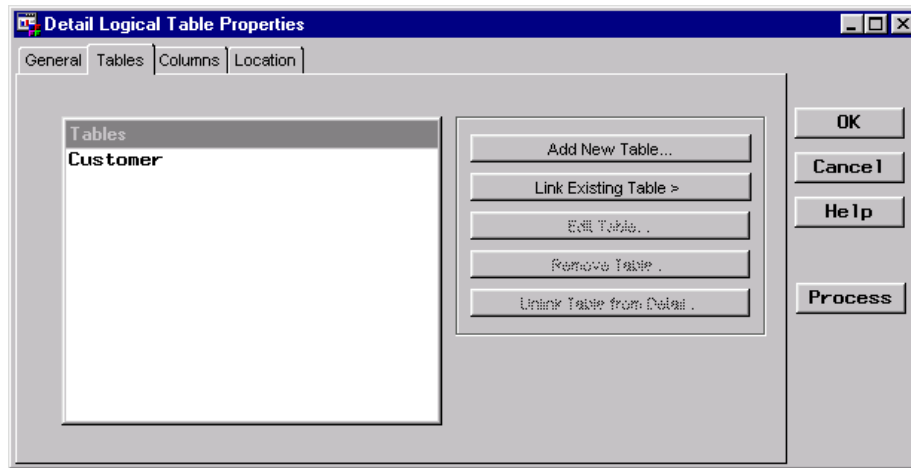 Detail Logical Table Properties
General Tables Columns Location
Tables
Customer
Add New Table...
Link Existing Table >
Edit Table. .
Remove Table .
Unlink Table from Detail .
OK
Cancel
Help
Process